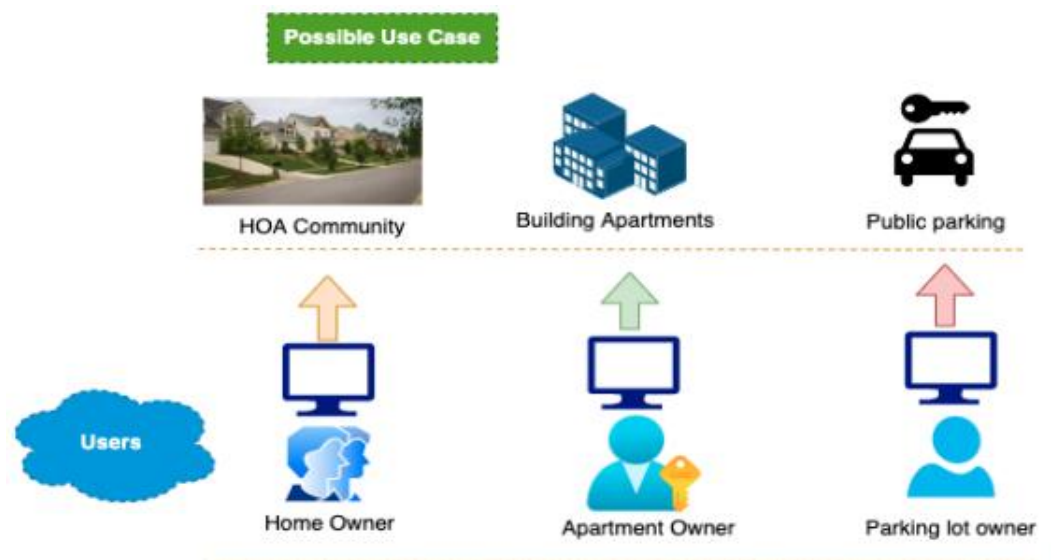 Possible Use Case
HOA Community
Building Apartments
Public parking
Users
Home Owner
Apartment Owner
Parking lot owner